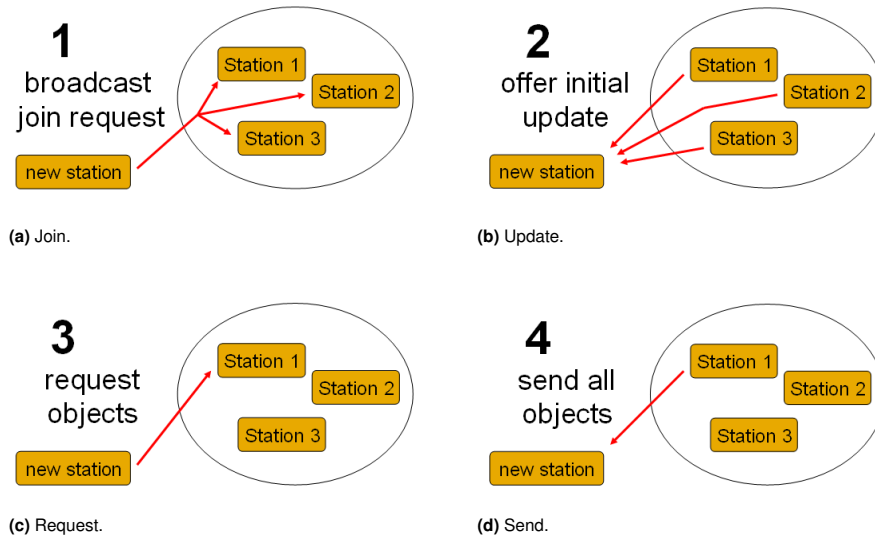 1
broadcast
join request
new station
Station 1
Station 2
Station 3
(a) Join.
2
offer initial
update
new station
Station 1
Station 2
Station 3
(b) Update.
3
request
objects
new station
Station 1
Station 2
Station 3
(c) Request.
4
send all
objects
new station
Station 1
Station 2
Station 3
(d) Send.